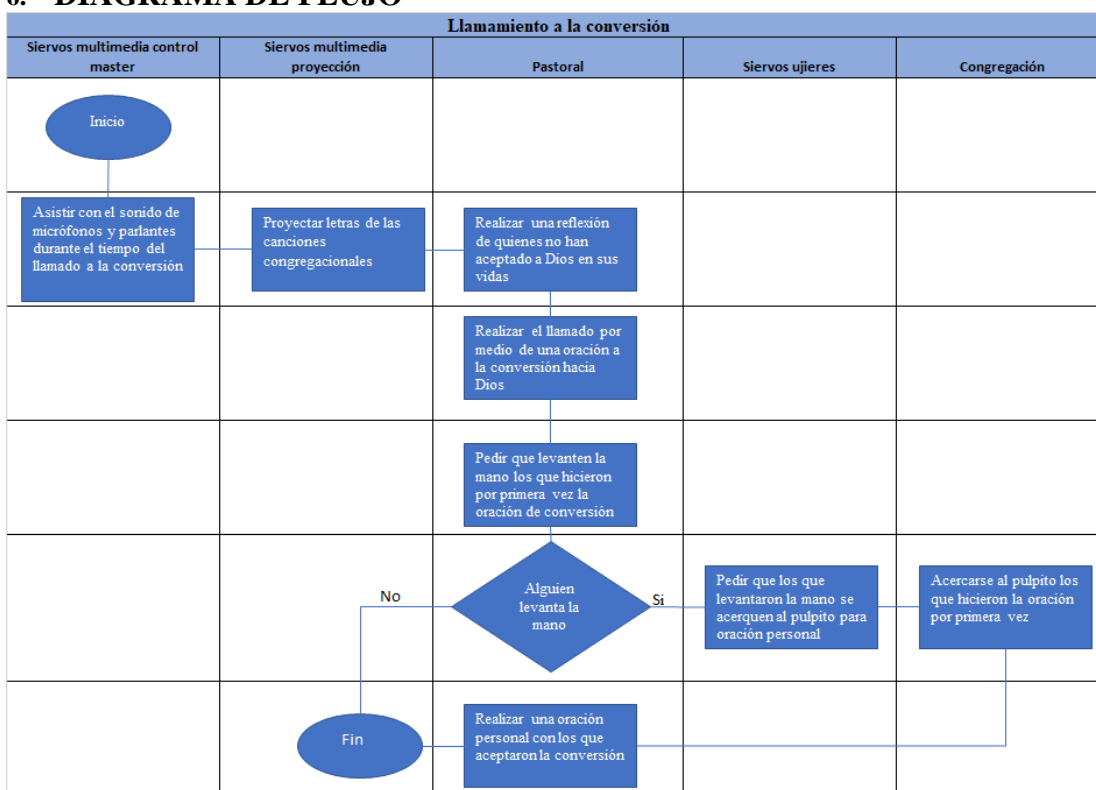 6. DIAGRAMA DE FLUJO
Llamamiento a la conversión
Siervos multimedia control
master
Siervos multimedia
proyección
Pastoral
Siervos ujieres
Congregación
Inicio
Asistir con el sonido de
micrófonos y parlantes
durante el tiempo del
llamado a la conversión
Proyectar letras de las
canciones
congregacionales
Realizar una reflexión
de quienes no han
aceptado a Dios en sus
vidas
Realizar el llamado por
medio de una oración a
la conversión hacia
Dios
Pedir que levanten la
mano los que hicieron
por primera vez la
oración de conversión
No
Alguien
levanta la
mano
Si
Pedir que los que
levantaron la mano se
acerquen al pulpito para
oración personal
Acercarse al pulpito los
que hicieron la oración
por primera vez
Fin
Realizar una oración
personal con los que
aceptaron la conversión